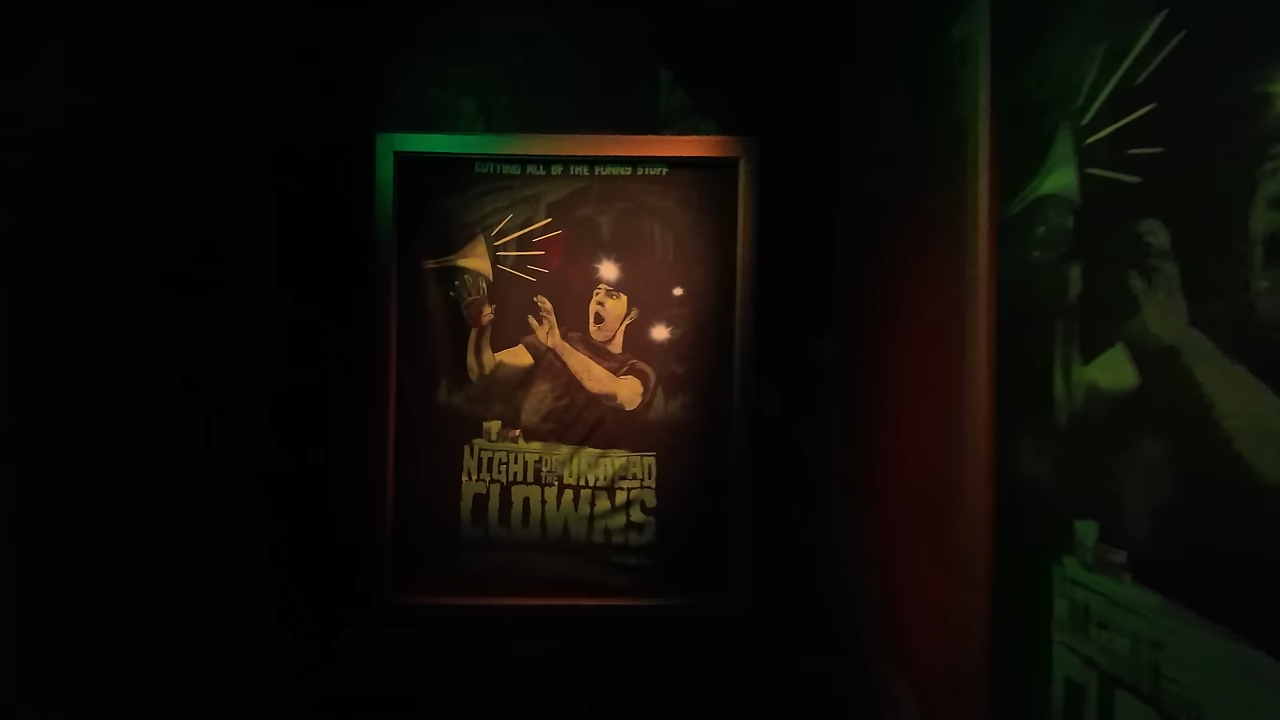 CUTTING ALL OF THE FUNNY STUFF
NIGHT OF THE UNDEAD
CLOWNS